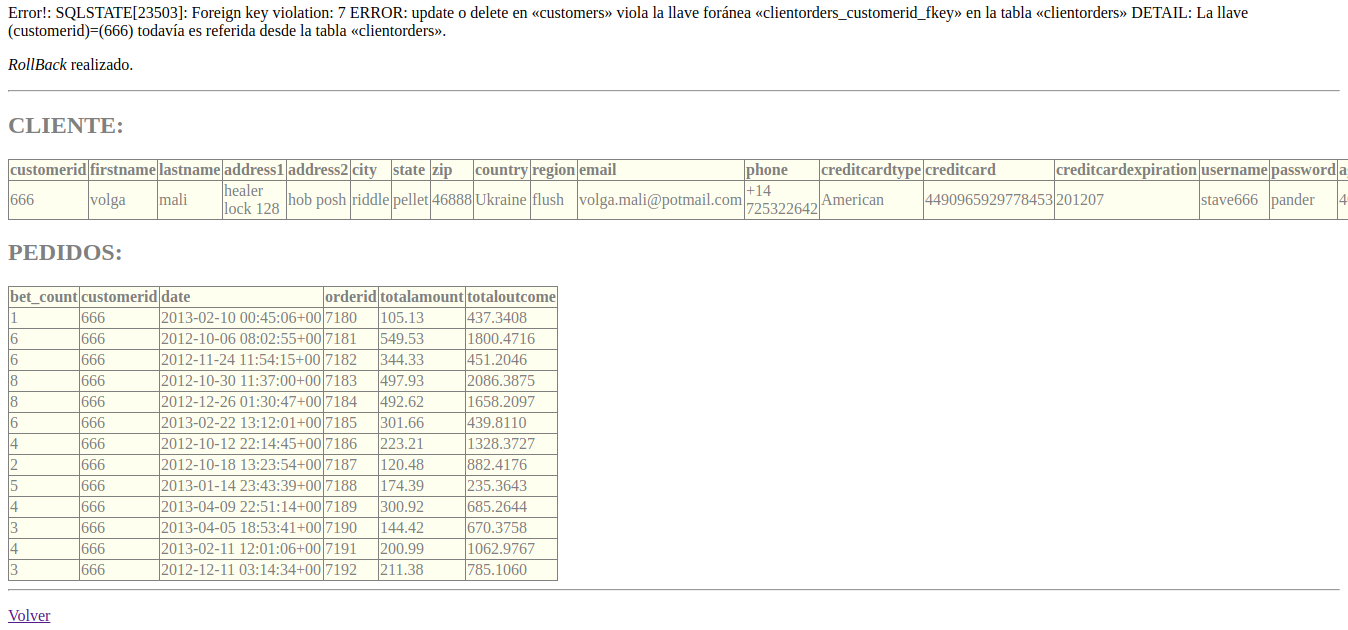 Error!: SQLSTATE[23503]: Foreign key violation: 7 ERROR: update o delete en «customers» viola la llave foránea «clientorders_customerid_fkey» en la tabla «clientorders» DETAIL: La llave
(customerid)=(666) todavía es referida desde la tabla «clientorders».
RollBack realizado.
CLIENTE:
customerid firstname lastname address1 address2 city state zip country region email phone creditcardtype creditcard creditcardexpiration username password
666 volga mali healer lock 128 hob posh riddle pellet 46888 Ukraine flush volga.mali@potmail.com +14 725322642 American 4490965929778453 201207 stave666 pander
PEDIDOS:
bet_count customerid date orderid totalamount totaloutcome
1 666 2013-02-10 00:45:06+00 7180 105.13 437.3408
6 666 2012-10-06 08:02:55+00 7181 549.53 1800.4716
6 666 2012-11-24 11:54:15+00 7182 344.33 451.2046
8 666 2012-10-30 11:37:00+00 7183 497.93 2086.3875
8 666 2012-12-26 01:30:47+00 7184 492.62 1658.2097
6 666 2013-02-22 13:12:01+00 7185 301.66 439.8110
4 666 2012-10-12 22:14:45+00 7186 223.21 1328.3727
2 666 2012-10-18 13:23:54+00 7187 120.48 882.4176
5 666 2013-01-14 23:43:39+00 7188 174.39 235.3643
4 666 2013-04-09 22:51:14+00 7189 300.92 685.2644
3 666 2013-04-05 18:53:41+00 7190 144.42 670.3758
4 666 2013-02-11 12:01:06+00 7191 200.99 1062.9767
3 666 2012-12-11 03:14:34+00 7192 211.38 785.1060
Volver